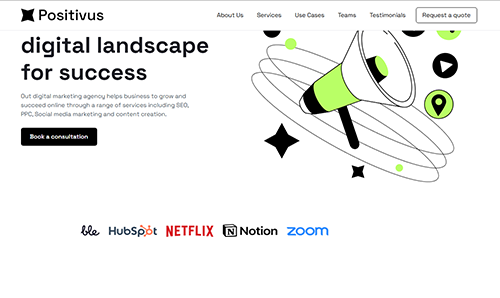 Positivus
About Us
Services
Use Cases
Teams
Testimonials
Request a quote
digital landscape
for success
Out digital marketing agency helps business to grow and
succeed online through a range of services including SEO,
PPC, Social media marketing and content creation.
Book a consultation
ble
HubSpot
NETFLIX
Notion
zoom